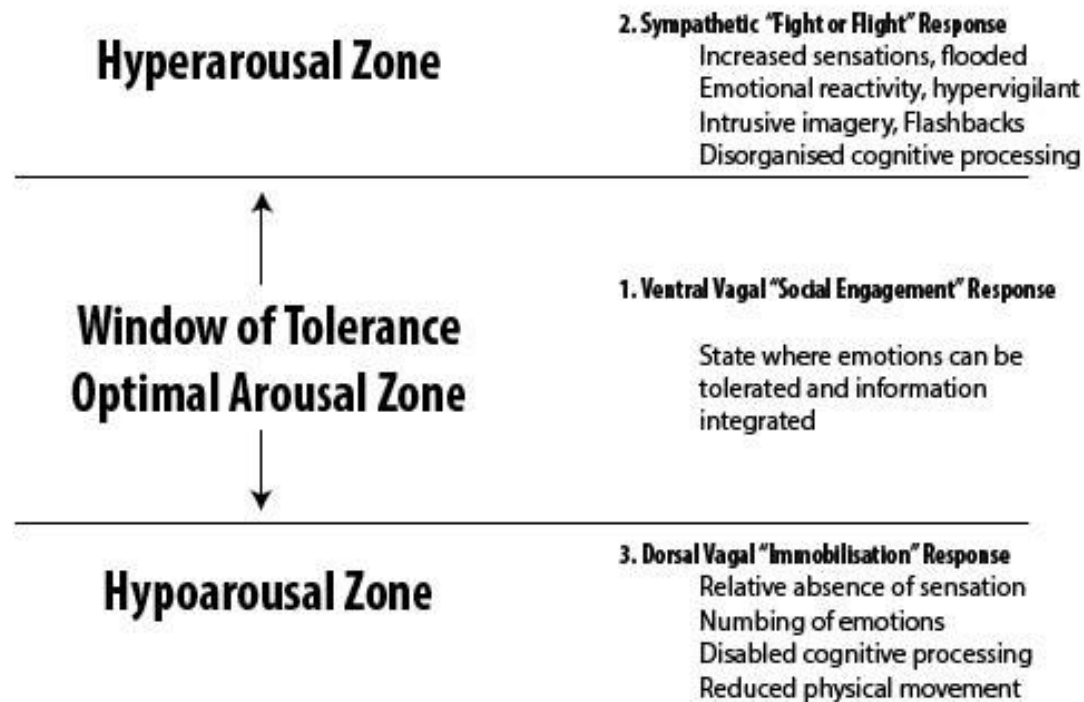 Hyperarousal Zone
2. Sympathetic “Fight or Flight” Response
Increased sensations, flooded
Emotional reactivity, hypervigilant
Intrusive imagery, Flashbacks
Disorganised cognitive processing
Window of Tolerance
Optimal Arousal Zone
1. Ventral Vagal “Social Engagement” Response
State where emotions can be
tolerated and information
integrated
Hypoarousal Zone
3. Dorsal Vagal “Immobilisation” Response
Relative absence of sensation
Numbing of emotions
Disabled cognitive processing
Reduced physical movement